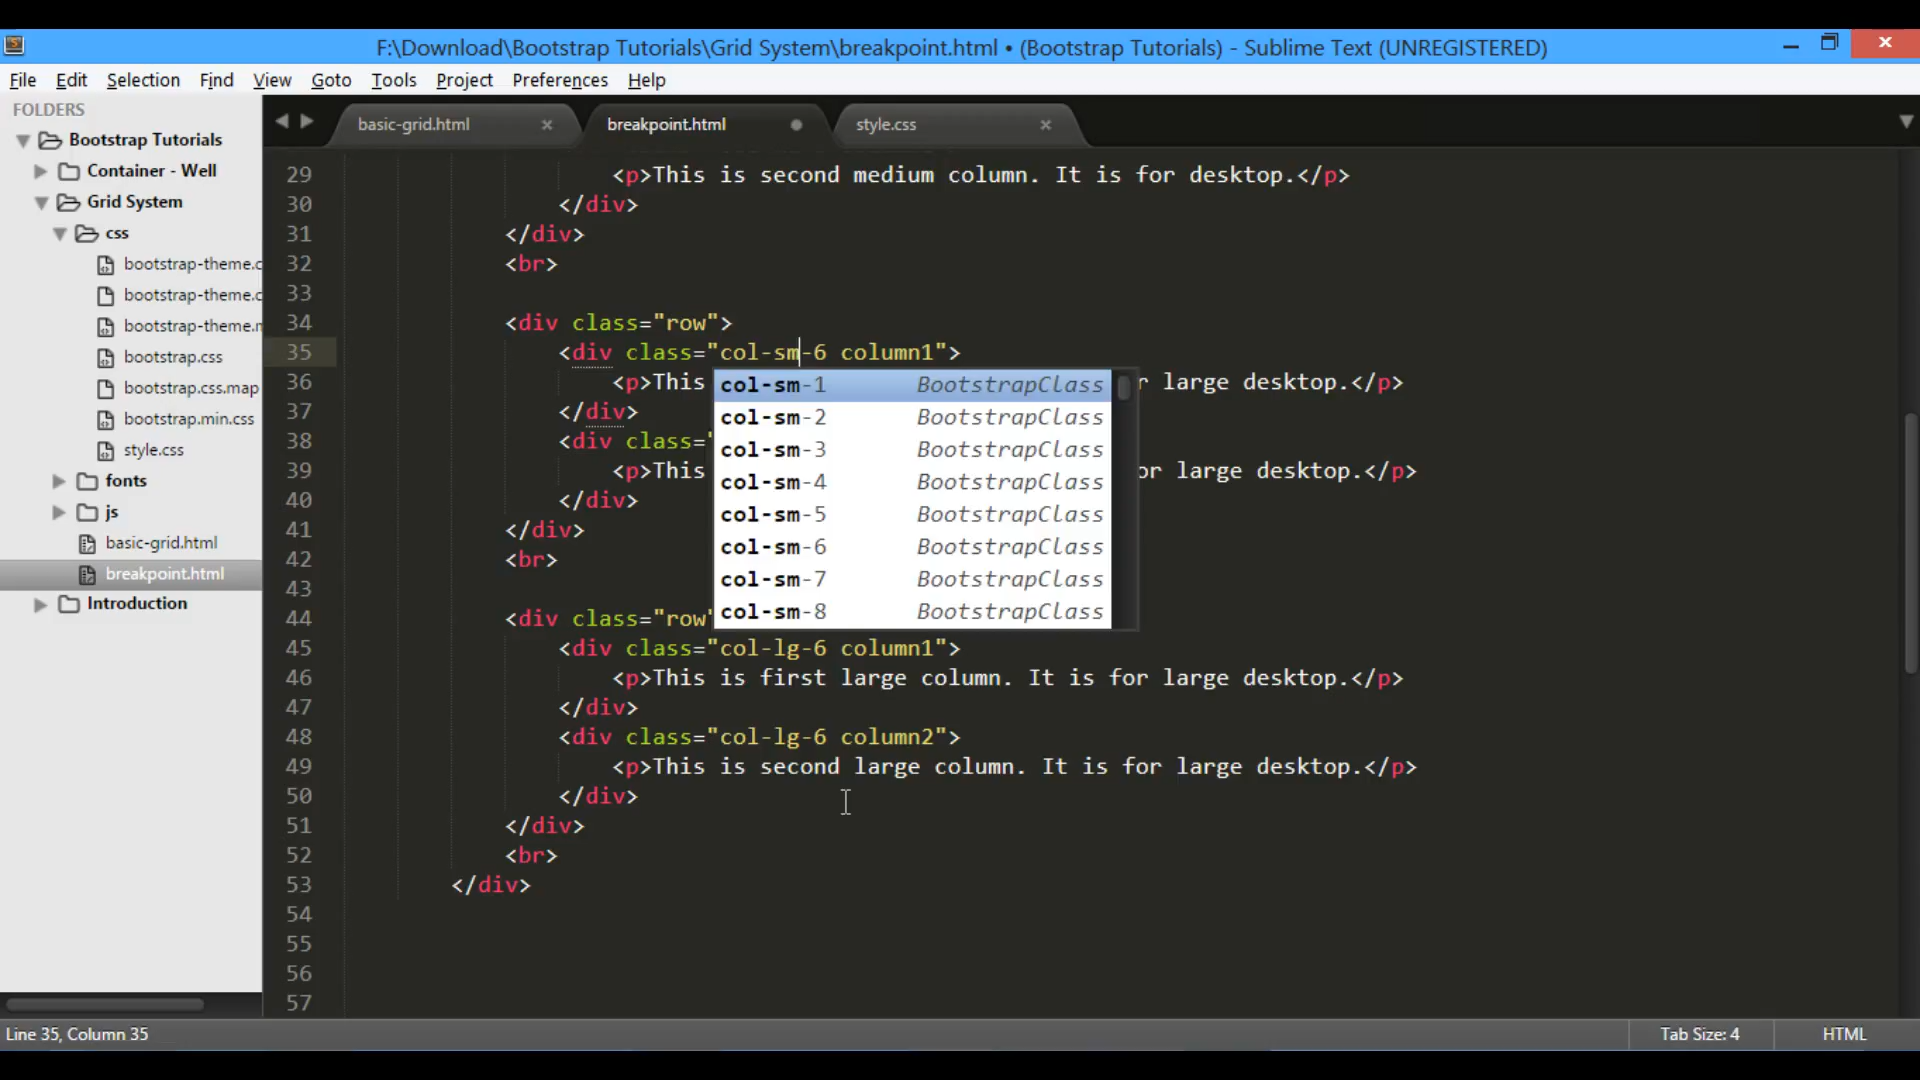 F:\Download\Bootstrap Tutorials\Grid System\breakpoint.html • (Bootstrap Tutorials) - Sublime Text (UNREGISTERED)
File Edit Selection Find View Goto Tools Project Preferences Help
FOLDERS
Bootstrap Tutorials
Container - Well
Grid System
css
bootstrap-theme.c
bootstrap-theme.c
bootstrap-theme.r
bootstrap.css
bootstrap.css.map
bootstrap.min.css
style.css
fonts
js
basic-grid.html
breakpoint.html
Introduction
basic-grid.html × breakpoint.html style.css ×
29 <p>This is second medium column. It is for desktop.</p>
30 </div>
31 </div>
32 <br>
33
34 <div class="row">
35 <div class="col-sm-6 column1">
36 <p>This r large desktop.</p>
37 </div>
38 <div class="
39 <p>This or large desktop.</p>
40 </div>
41 </div>
42 <br>
43
44 <div class="row"
45 <div class="col-lg-6 column1">
46 <p>This is first large column. It is for large desktop.</p>
47 </div>
48 <div class="col-lg-6 column2">
49 <p>This is second large column. It is for large desktop.</p>
50 </div>
51 </div>
52 <br>
53 </div>
54
55
56
57
col-sm-1 BootstrapClass
col-sm-2 BootstrapClass
col-sm-3 BootstrapClass
col-sm-4 BootstrapClass
col-sm-5 BootstrapClass
col-sm-6 BootstrapClass
col-sm-7 BootstrapClass
col-sm-8 BootstrapClass
Line 35, Column 35 Tab Size: 4 HTML